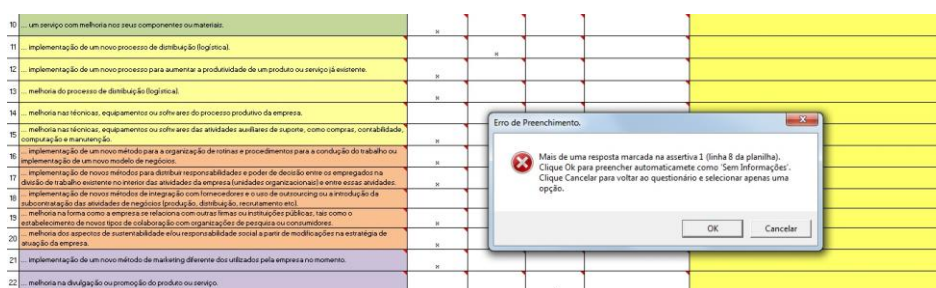 10 ... um serviço com melhoria nos seus componentes ou materiais.
x
11 ... implementação de um novo processo de distribuição (logística).
x
12 ... implementação de um novo processo para aumentar a produtividade de um produto ou serviço já existente.
x
13 ... melhoria do processo de distribuição (logística).
x
14 ... melhoria nas técnicas, equipamentos ou softwares do processo produtivo da empresa.
15 ... melhoria nas técnicas, equipamentos ou softwares das atividades auxiliares de suporte, como compras, contabilidade,
computação e manutenção.
x
16 ... implementação de um novo método para a organização de rotinas e procedimentos para a condução do trabalho ou
implementação de um novo modelo de negócios.
x
17 ... implementação de novos métodos para distribuir responsabilidades e poder de decisão entre os empregados na
divisão de trabalho existente no interior das atividades da empresa (unidades organizacionais) e entre essas atividades.
x
18 ... implementação de novos métodos de integração com fornecedores e o uso de outsourcing ou a introdução da
subcontratação das atividades de negócios (produção, distribuição, recrutamento etc).
19 ... melhoria na forma como a empresa se relaciona com outras firmas ou instituições públicas, tais como o
estabelecimento de novos tipos de colaboração com organizações de pesquisa ou consumidores.
x
20 ... melhoria dos aspectos de sustentabilidade e/ou responsabilidade social a partir de modificações na estratégia de
atuação da empresa.
x
21 ... implementação de um novo método de marketing diferente dos utilizados pela empresa no momento.
x
22 ... melhoria na divulgação ou promoção do produto ou serviço.
Erro de Preenchimento.
Mais de uma resposta marcada na assertiva 1 (linha 8 da planilha).
Clique Ok para preencher automaticamete como 'Sem Informações'.
Clique Cancelar para voltar ao questionário e selecionar apenas uma
opção.
OK
Cancelar